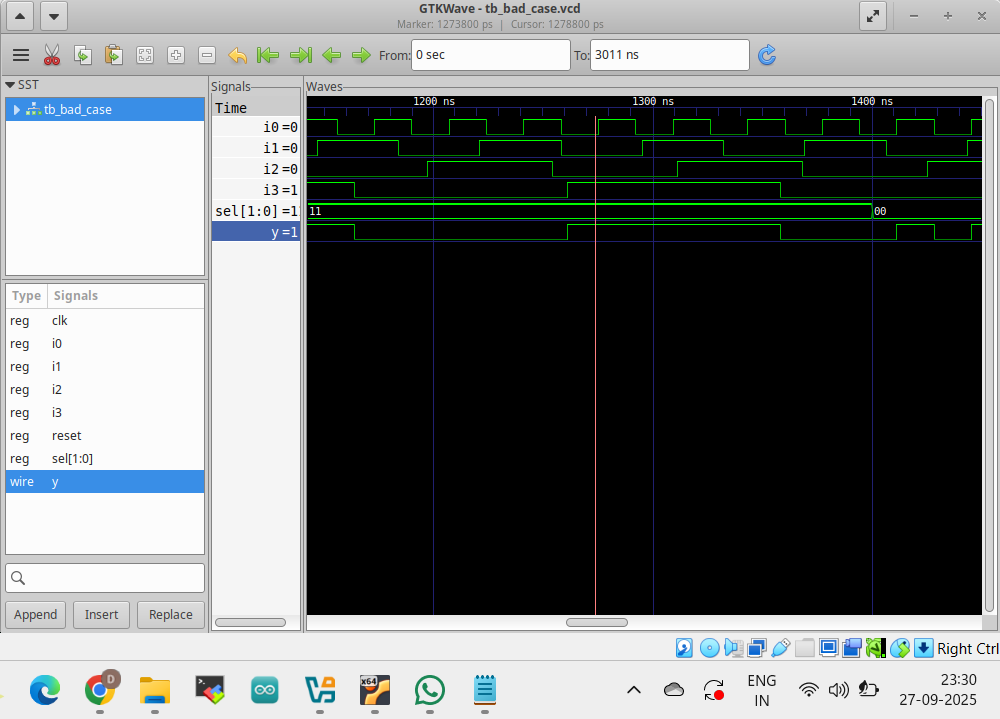 GTKWave - tb_bad_case.vcd
Marker: 1273800 ps | Cursor: 1278800 ps
From: 0 sec To: 3011 ns
SST
tb_bad_case
Type Signals
reg clk
reg i0
reg i1
reg i2
reg i3
reg reset
reg sel[1:0]
wire y
Append Insert Replace
Signals
Time
i0=0
i1=0
i2=0
i3=1
sel[1:0]=1
y=1
Waves
1200 ns 1300 ns 1400 ns
11 00
Right Ctrl
D
x64
ENG
IN
23:30
27-09-2025